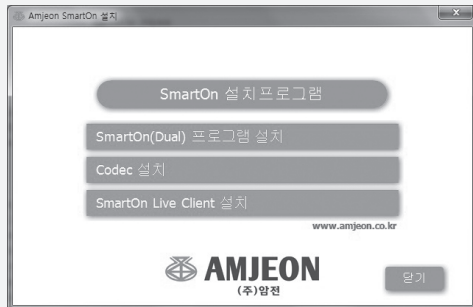 Amjeon SmartOn 설치
SmartOn 설치프로그램
SmartOn(Dual) 프로그램 설치
Codec 설치
SmartOn Live Client 설치
www.amjeon.co.kr
AMJEON
(주)암전
닫기